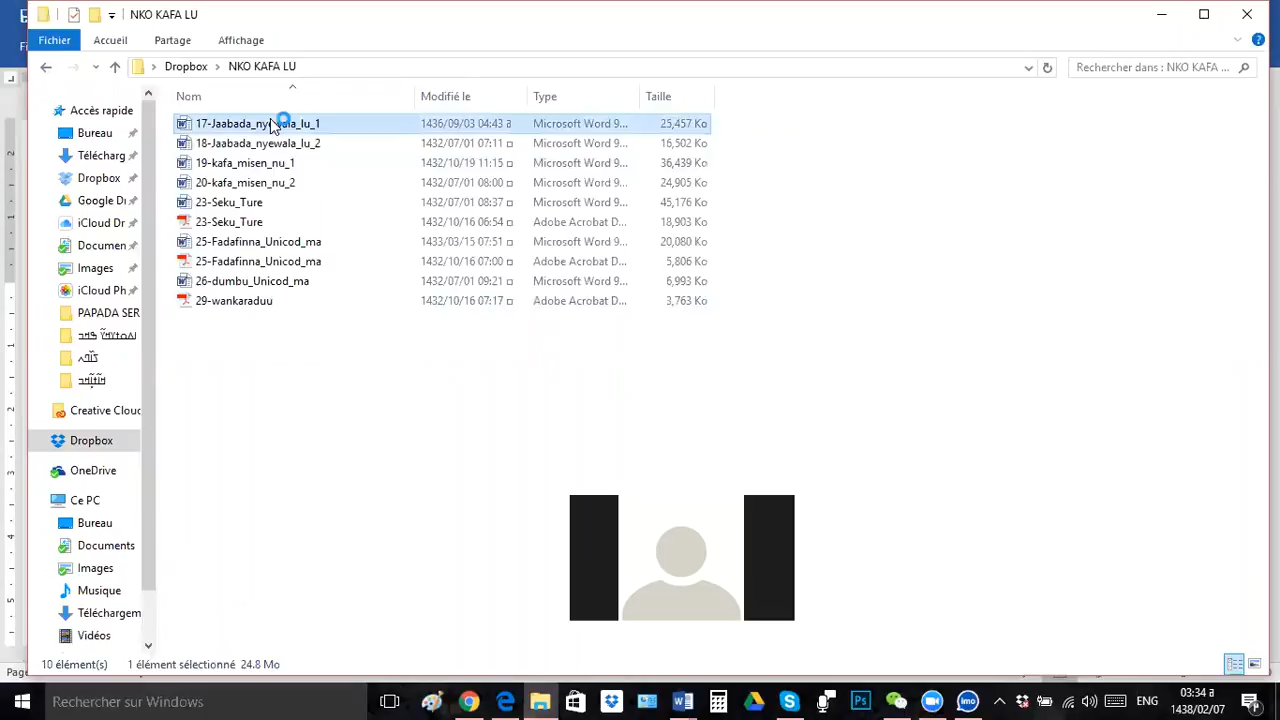 NKO KAFA LU
Fichier Accueil Partage Affichage
Dropbox NKO KAFA LU Rechercher dans : NKO KAFA ...
Nom Modifié le Type Taille
17-Jaabada_nyewala_lu_1 1436/09/03 04:43 Microsoft Word 9... 25,457 Ko
18-Jaabada_nyewala_lu_2 1432/07/01 07:11 Microsoft Word 9... 16,502 Ko
19-kafa_misen_nu_1 1432/10/19 11:15 Microsoft Word 9... 36,439 Ko
20-kafa_misen_nu_2 1432/07/01 08:00 Microsoft Word 9... 24,905 Ko
23-Seku_Ture 1432/07/01 08:37 Microsoft Word 9... 45,176 Ko
23-Seku_Ture 1432/10/16 06:54 Adobe Acrobat D... 18,903 Ko
25-Fadafinna_Unicod_ma 1433/03/15 07:51 Microsoft Word 9... 20,080 Ko
25-Fadafinna_Unicod_ma 1432/10/16 07:00 Adobe Acrobat D... 5,806 Ko
26-dumbu_Unicod_ma 1432/07/01 09:21 Microsoft Word 9... 6,993 Ko
29-wankaraduu 1432/10/16 07:17 Adobe Acrobat D... 3,763 Ko
Accès rapide
Bureau
Télécharg
Dropbox
Google Dr
iCloud Dr
Documen
Images
iCloud Ph
PAPADA SER
Creative Cloud
Dropbox
OneDrive
Ce PC
Bureau
Documents
Images
Musique
Téléchargem
Vidéos
10 élément(s) 1 élément sélectionné 24.8 Mo
Page
Rechercher sur Windows
ENG
03:34
1438/02/07